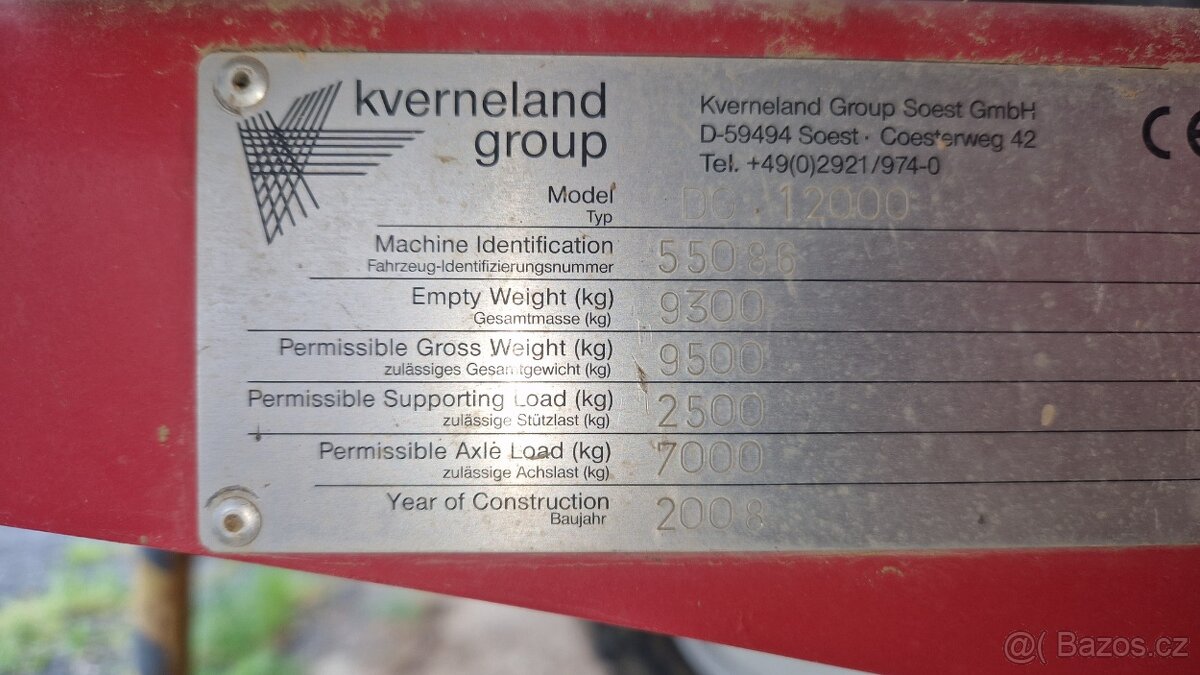 kverneland
group
Kverneland Group Soest GmbH
D-59494 Soest · Coesterweg 42
Tel. +49(0)2921/974-0
CE
Model 12000
Typ
Machine Identification 55086
Fahrzeug-Identifizierungsnummer
Empty Weight (kg) 9300
Gesamtmasse (kg)
Permissible Gross Weight (kg) 9500
zulässiges Gesamtgewicht (kg)
Permissible Supporting Load (kg) 2500
zulässige Stützlast (kg)
Permissible Axle Load (kg) 7000
zulässige Achslast (kg)
Year of Construction 2008
Baujahr
@ Bazos.cz